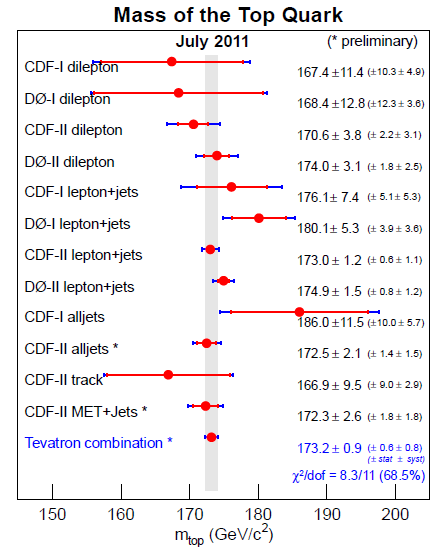 Mass of the Top Quark
July 2011 (* preliminary)
CDF-I dilepton 167.4 ± 11.4 (±10.3 ± 4.9)
DØ-I dilepton 168.4 ± 12.8 (±12.3 ± 3.6)
CDF-II dilepton 170.6 ± 3.8 (± 2.2 ± 3.1)
DØ-II dilepton 174.0 ± 3.1 (± 1.8 ± 2.5)
CDF-I lepton+jets 176.1 ± 7.4 (± 5.1 ± 5.3)
DØ-I lepton+jets 180.1 ± 5.3 (± 3.9 ± 3.6)
CDF-II lepton+jets 173.0 ± 1.2 (± 0.6 ± 1.1)
DØ-II lepton+jets 174.9 ± 1.5 (± 0.8 ± 1.2)
CDF-I alljets 186.0 ± 11.5 (±10.0 ± 5.7)
CDF-II alljets * 172.5 ± 2.1 (± 1.4 ± 1.5)
CDF-II track 166.9 ± 9.5 (± 9.0 ± 2.9)
CDF-II MET+Jets * 172.3 ± 2.6 (± 1.8 ± 1.8)
Tevatron combination * 173.2 ± 0.9 (± 0.6 ± 0.8)
(± stat ± syst)
χ²/dof = 8.3/11 (68.5%)
150 160 170 180 190 200
m_top (GeV/c²)